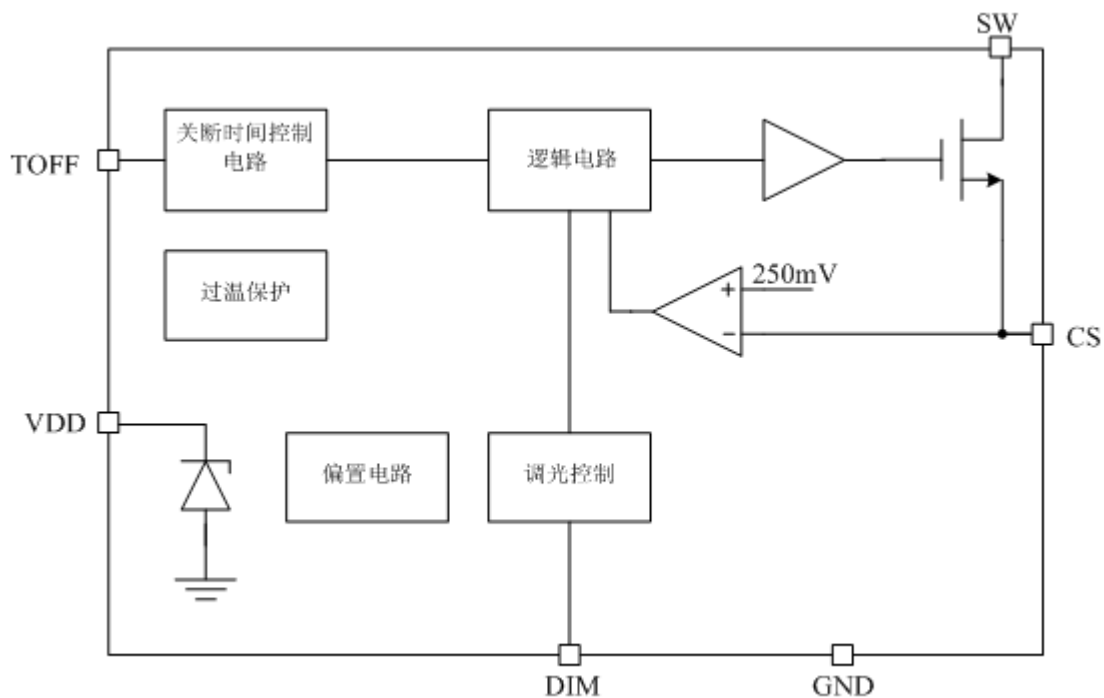 SW
关断时间控制
电路
TOFF
逻辑电路
过温保护
250mV
+
−
CS
VDD
偏置电路
调光控制
DIM
GND